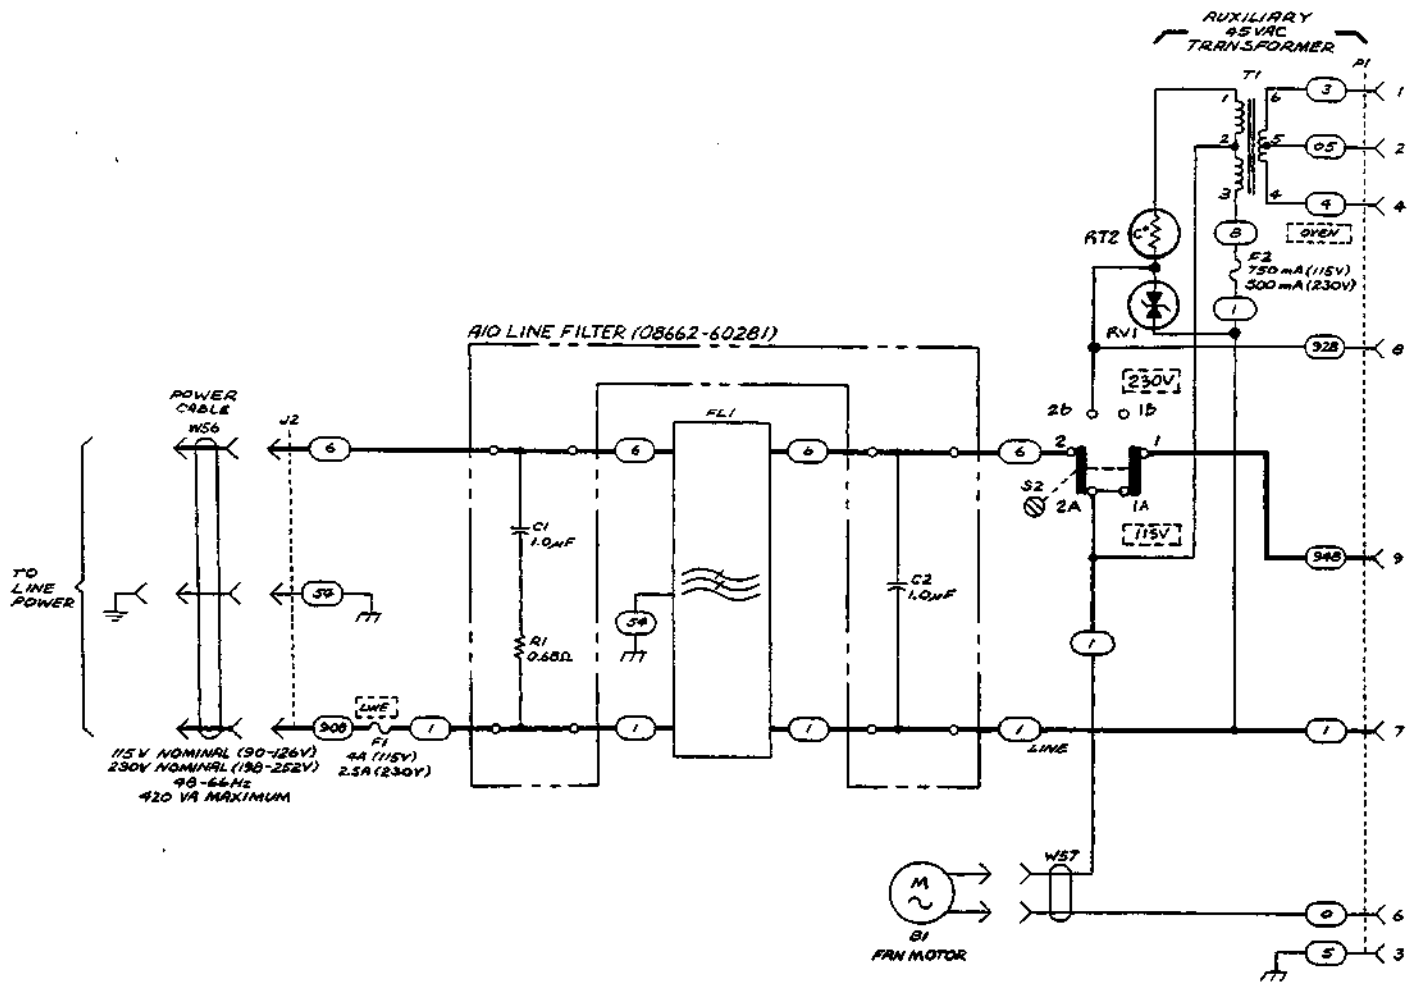 AUXILIARY
45VAC
TRANSFORMER
P1
T1
1
6
3
1
2
5
05
2
3
4
4
4
RT2
C*
8
OVEN
F2
750 mA (115V)
500 mA (230V)
1
RV1
928
8
A10 LINE FILTER (08662-60281)
230V
POWER
CABLE
W56
J2
FL1
2b
1B
6
6
6
6
2
1
S2
2A
1A
115V
C1
1.0µF
948
9
TO
LINE
POWER
54
C2
1.0µF
54
R1
0.68Ω
1
LINE
908
F1
1
1
1
1
LINE
1
7
4A (115V)
2.5A (230V)
115V NOMINAL (90-126V)
230V NOMINAL (198-252V)
48-66Hz
420 VA MAXIMUM
W57
M
B1
FAN MOTOR
0
6
5
3